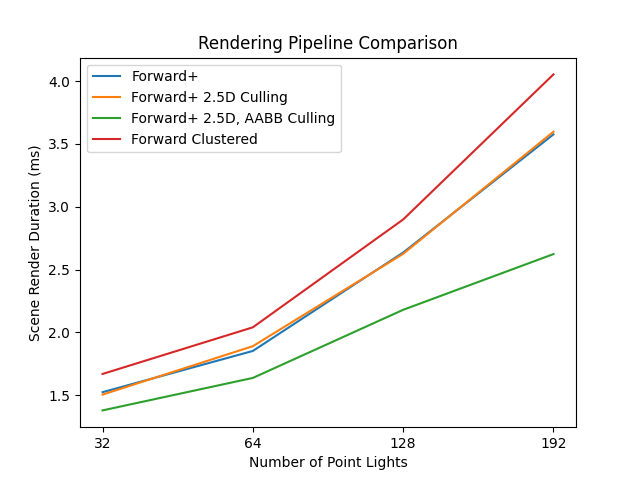 Rendering Pipeline Comparison
Forward+
Forward+ 2.5D Culling
Forward+ 2.5D, AABB Culling
Forward Clustered
Scene Render Duration (ms)
4.0
3.5
3.0
2.5
2.0
1.5
32
64
128
192
Number of Point Lights